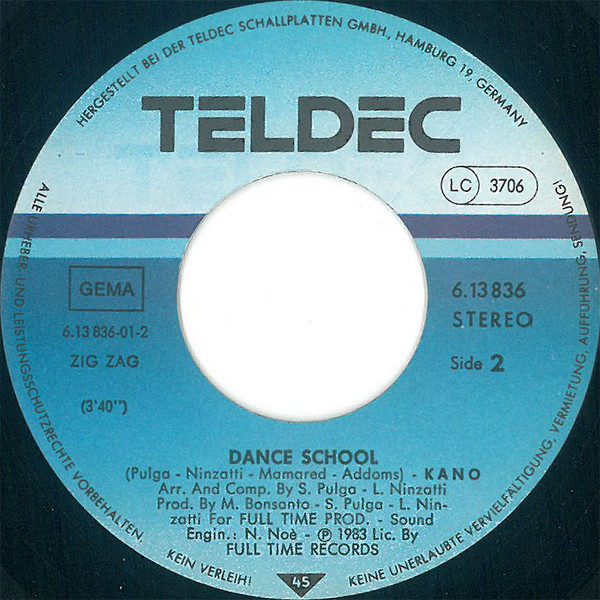 HERGESTELLT BEI DER TELDEC SCHALLPLATTEN GMBH., HAMBURG 19, GERMANY
TELDEC
LC 3706
GEMA
6.13 836-01-2
ZIG ZAG
(3'40")
6.13 836
STEREO
Side 2
DANCE SCHOOL
(Pulga - Ninzatti - Mamared - Addoms) - KANO
Arr. And Comp. By S. Pulga - L. Ninzatti
Prod. By M. Bonsanto - S. Pulga - L. Nin-
zatti For FULL TIME PROD. - Sound
Engin.: N. Noè - ℗ 1983 Lic. By
FULL TIME RECORDS
45
ALLE URHEBER- UND LEISTUNGSSCHUTZRECHTE VORBEHALTEN.
KEIN VERLEIH!
KEINE UNERLAUBTE VERVIELFÄLTIGUNG, VERMIETUNG, AUFFÜHRUNG, SENDUNG!